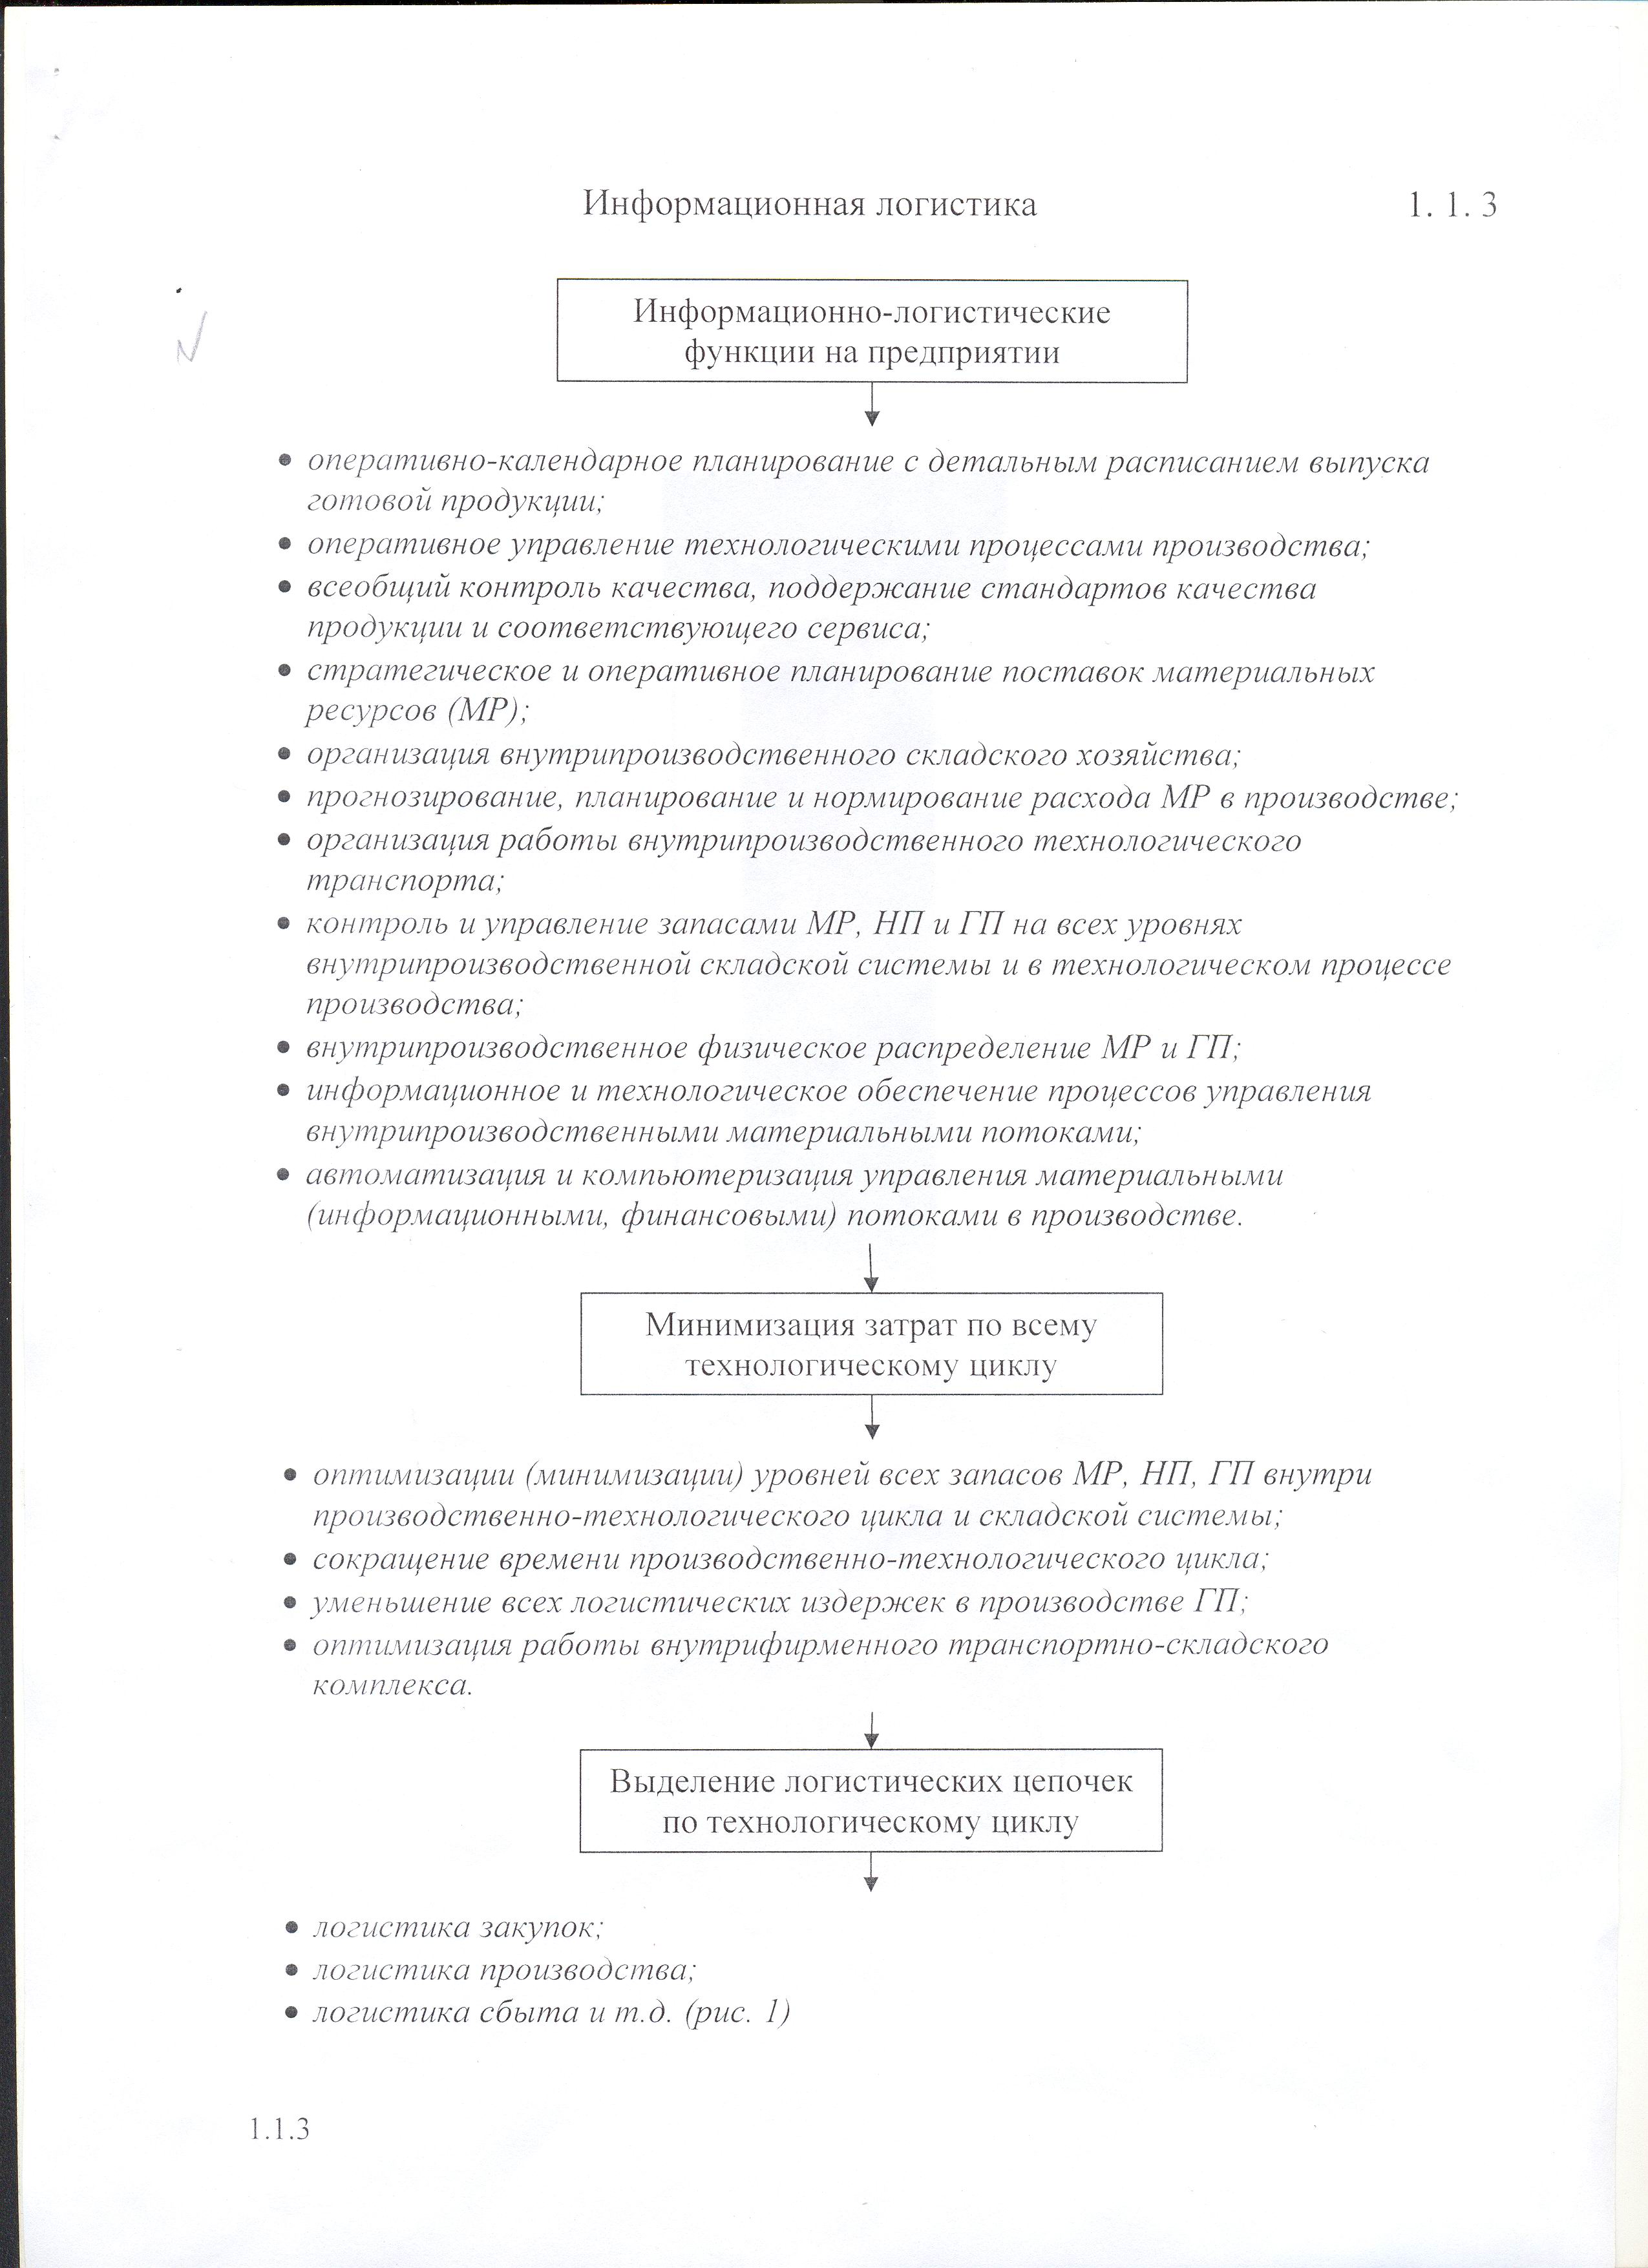 Информационная логистика 1. 1. 3
Информационно-логистические
функции на предприятии
• оперативно-календарное планирование с детальным расписанием выпуска
готовой продукции;
• оперативное управление технологическими процессами производства;
• всеобщий контроль качества, поддержание стандартов качества
продукции и соответствующего сервиса;
• стратегическое и оперативное планирование поставок материальных
ресурсов (МР);
• организация внутрипроизводственного складского хозяйства;
• прогнозирование, планирование и нормирование расхода МР в производстве;
• организация работы внутрипроизводственного технологического
транспорта;
• контроль и управление запасами МР, НП и ГП на всех уровнях
внутрипроизводственной складской системы и в технологическом процессе
производства;
• внутрипроизводственное физическое распределение МР и ГП;
• информационное и технологическое обеспечение процессов управления
внутрипроизводственными материальными потоками;
• автоматизация и компьютеризация управления материальными
(информационными, финансовыми) потоками в производстве.
Минимизация затрат по всему
технологическому циклу
• оптимизации (минимизации) уровней всех запасов МР, НП, ГП внутри
производственно-технологического цикла и складской системы;
• сокращение времени производственно-технологического цикла;
• уменьшение всех логистических издержек в производстве ГП;
• оптимизация работы внутрифирменного транспортно-складского
комплекса.
Выделение логистических цепочек
по технологическому циклу
• логистика закупок;
• логистика производства;
• логистика сбыта и т.д. (рис. 1)
1.1.3